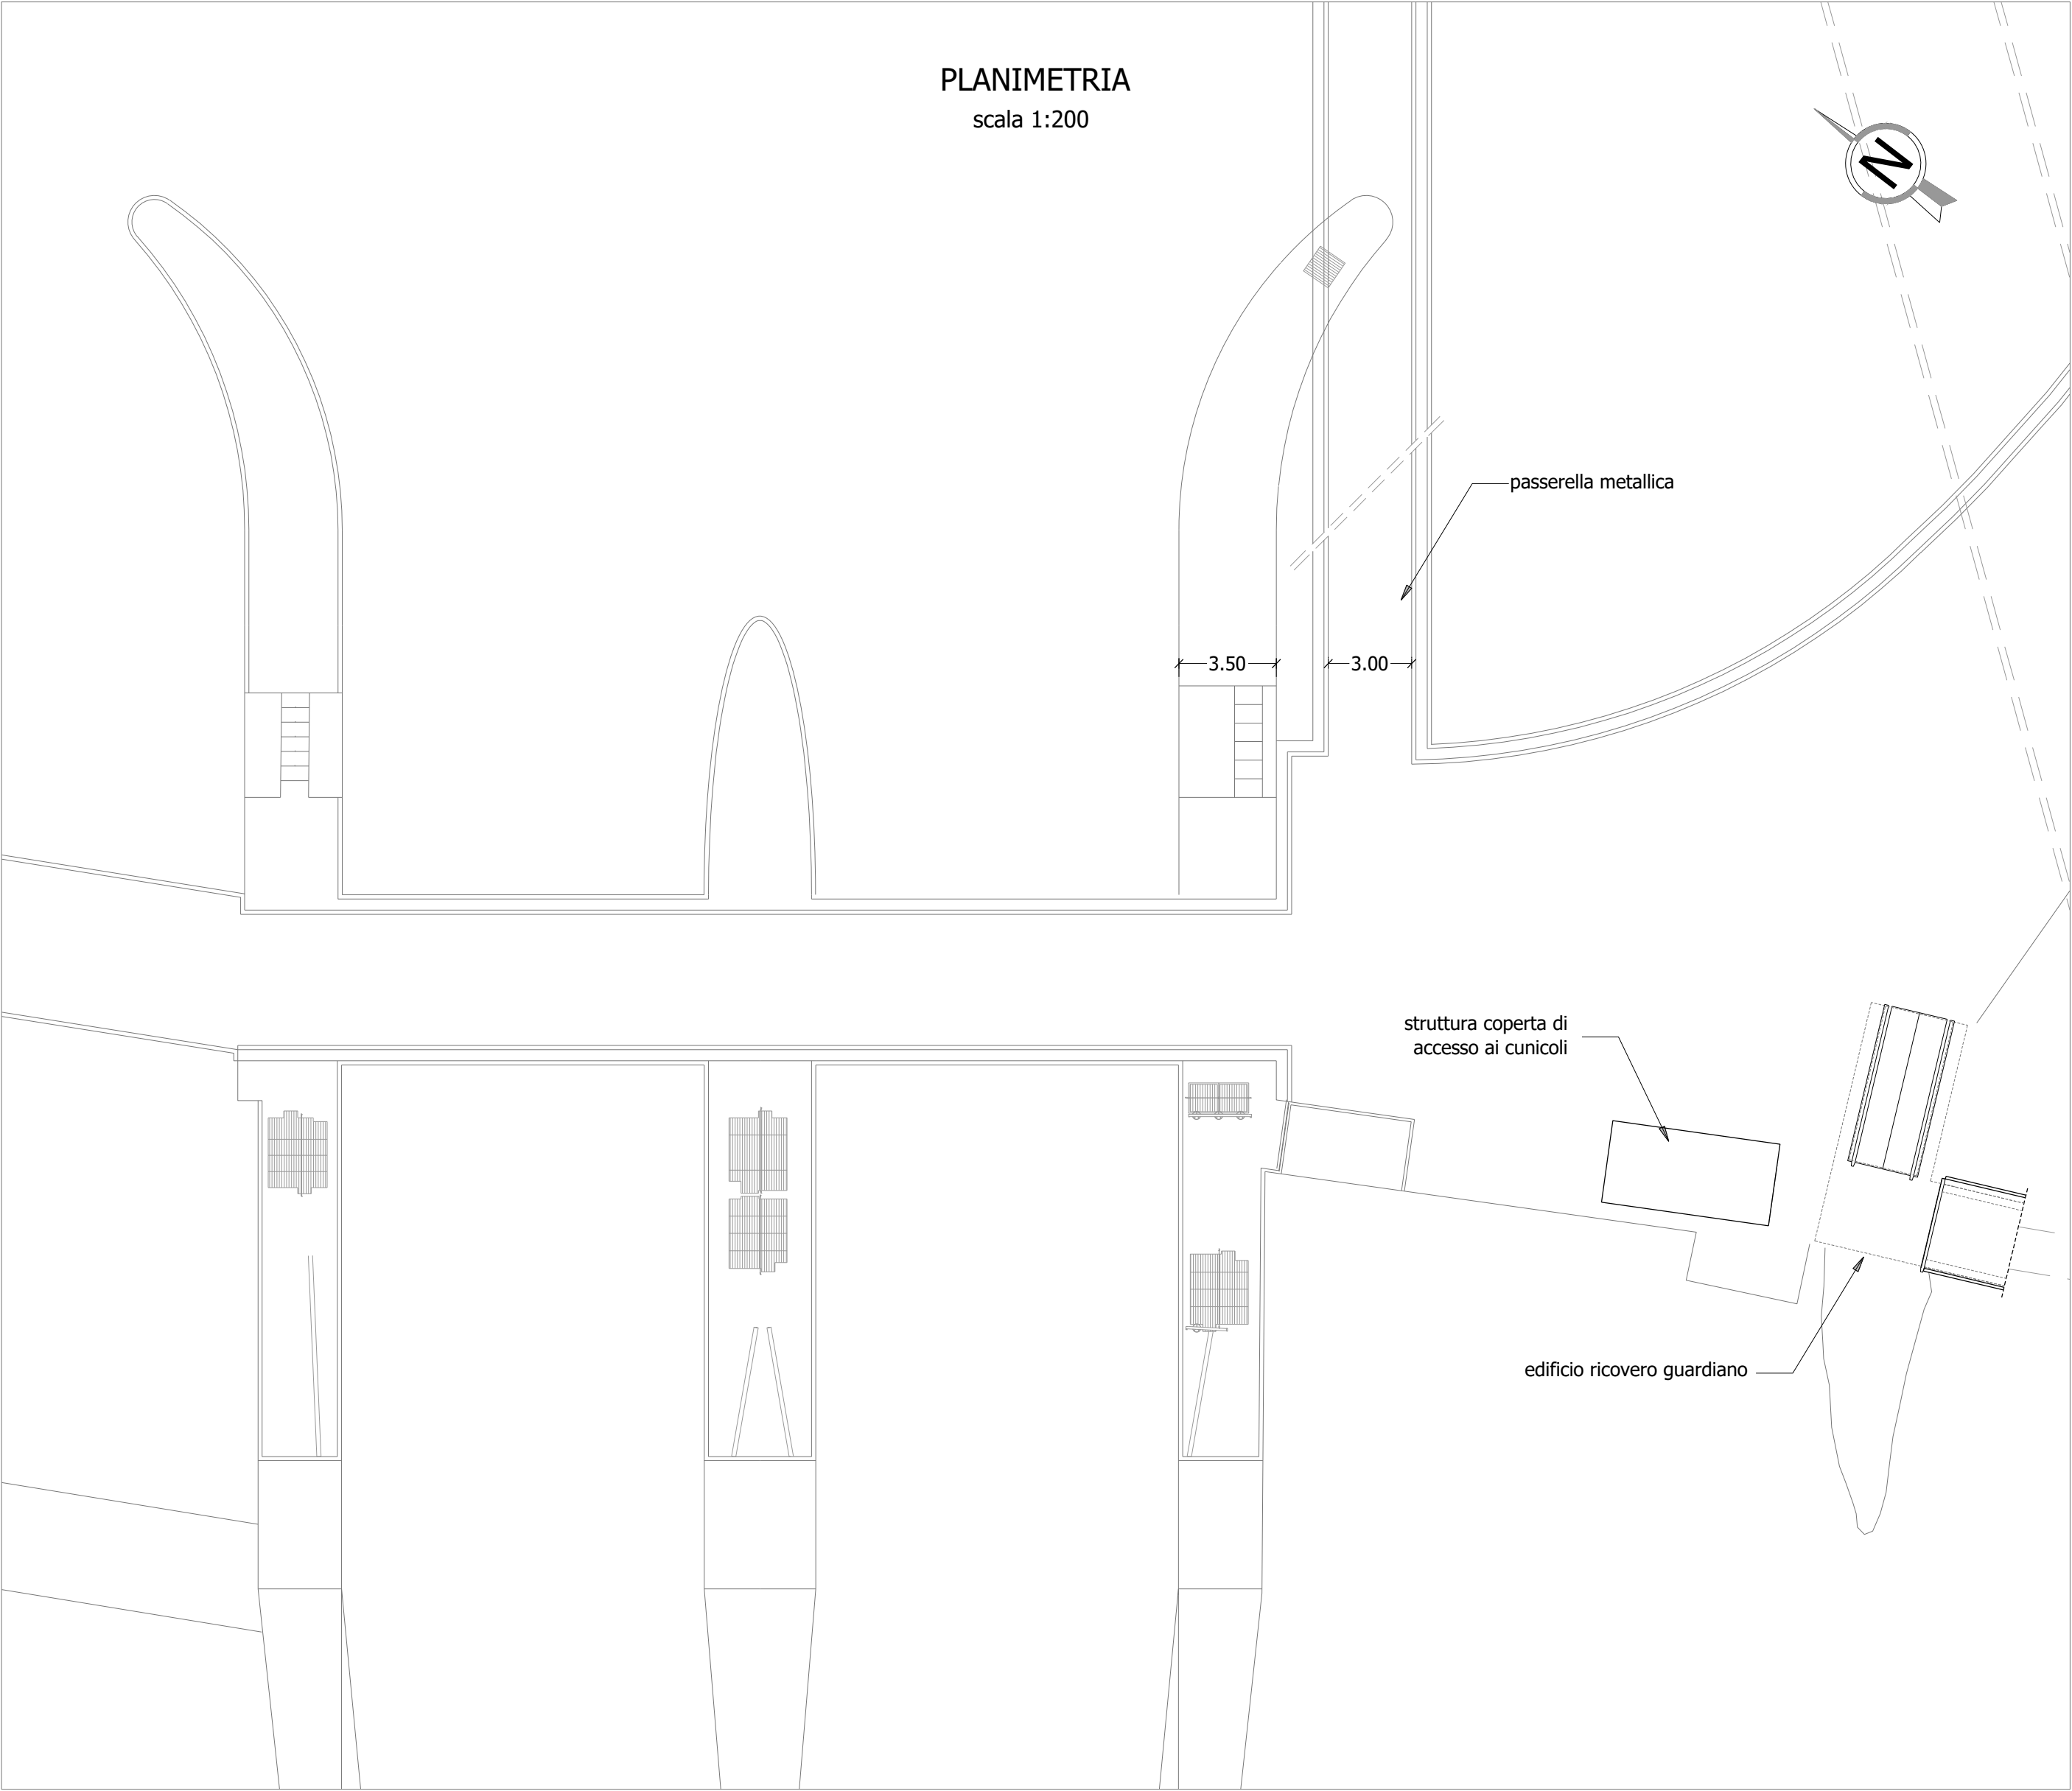 PLANIMETRIA
scala 1:200
N
passerella metallica
3.50
3.00
struttura coperta di
accesso ai cunicoli
edificio ricovero guardiano